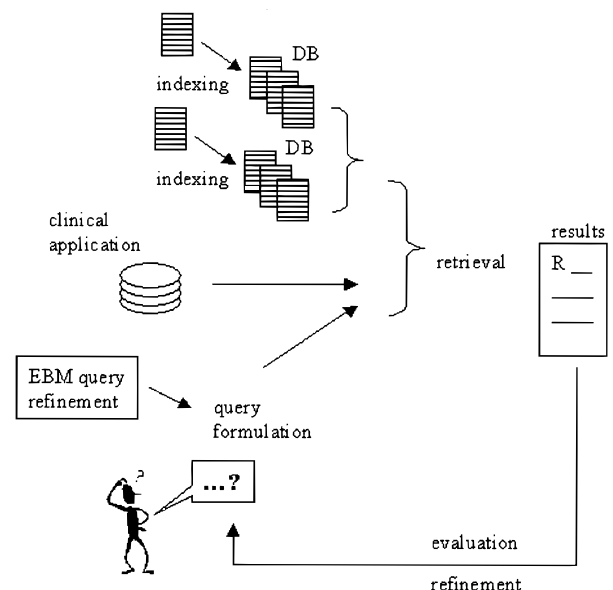 DB
indexing
DB
indexing
clinical
application
results
R
retrieval
EBM query
refinement
query
formulation
?
...?
evaluation
refinement